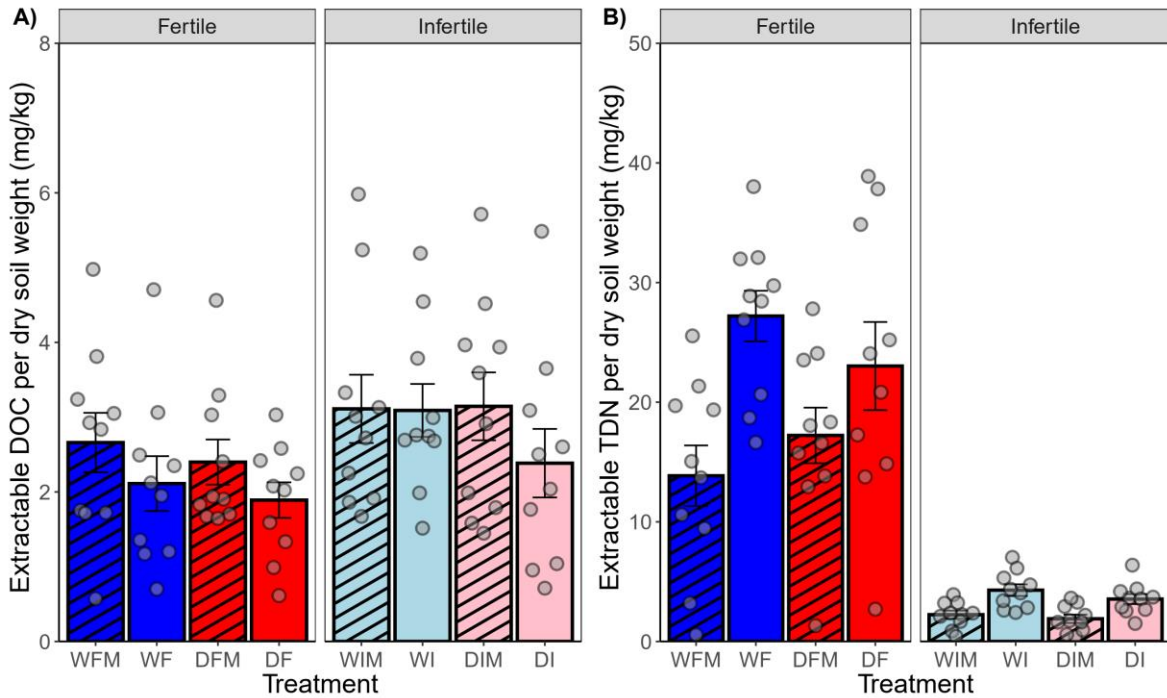 A)
Fertile
Infertile
Extractable DOC per dry soil weight (mg/kg)
8
6
4
2
0
WFM WF DFM DF
WIM WI DIM DI
Treatment
B)
Fertile
Infertile
Extractable TDN per dry soil weight (mg/kg)
50
40
30
20
10
0
WFM WF DFM DF
WIM WI DIM DI
Treatment